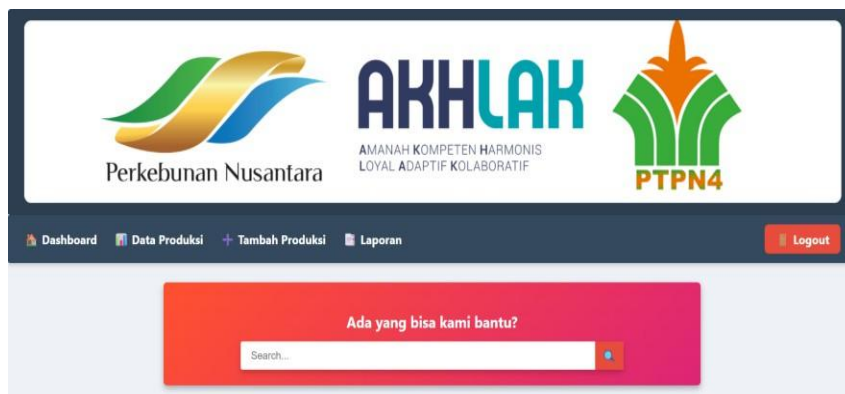 Perkebunan Nusantara
AKHLAK
AMANAH KOMPETEN HARMONIS
LOYAL ADAPTIF KOLABORATIF
PTPN4
Dashboard Data Produksi Tambah Produksi Laporan Logout
Ada yang bisa kami bantu?
Search...